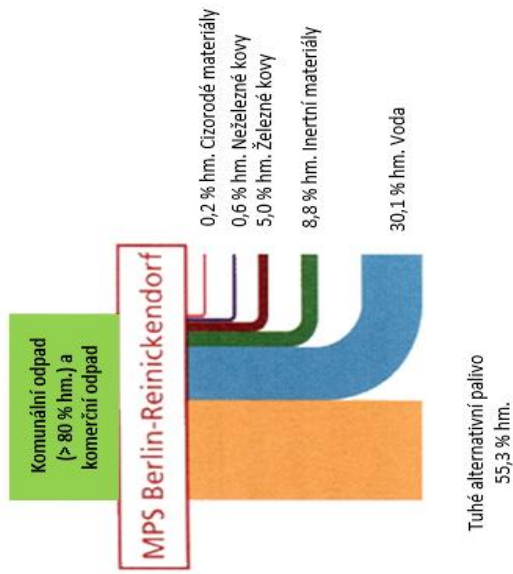 Komunální odpad
(> 80 % hm.) a
komerční odpad
MPS Berlin-Reinickendorf
0,2 % hm. Cizorodé materiály
0,6 % hm. Neželezné kovy
5,0 % hm. Železné kovy
8,8 % hm. Inertní materiály
30,1 % hm. Voda
Tuhé alternativní palivo
55,3 % hm.